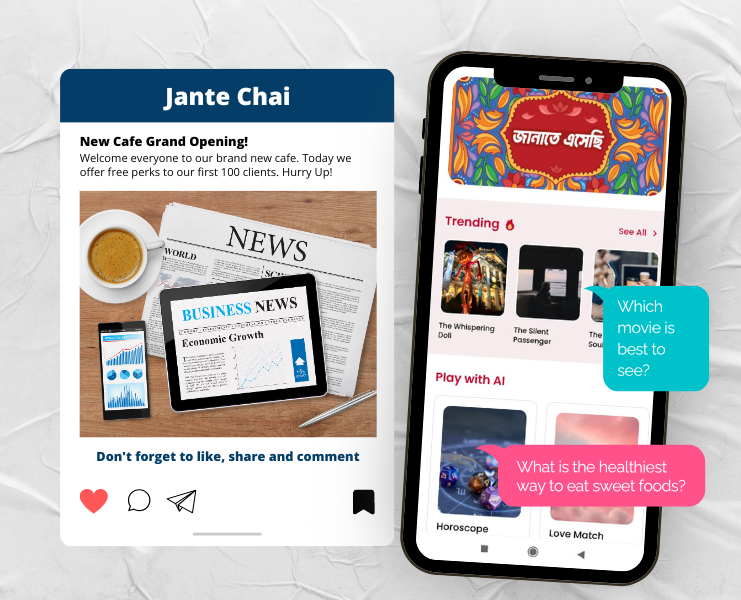 Jante Chai
New Cafe Grand Opening!
Welcome everyone to our brand new cafe. Today we
offer free perks to our first 100 clients. Hurry Up!
NEWS
WORLD
BUSINESS NEWS
Economic Growth
Don't forget to like, share and comment
জানাতে এসেছি
Trending
See All >
The Whispering
Doll
The Silent
Passenger
Which
movie is
best to
see?
Play with AI
What is the healthiest
way to eat sweet foods?
Horoscope
Love Match